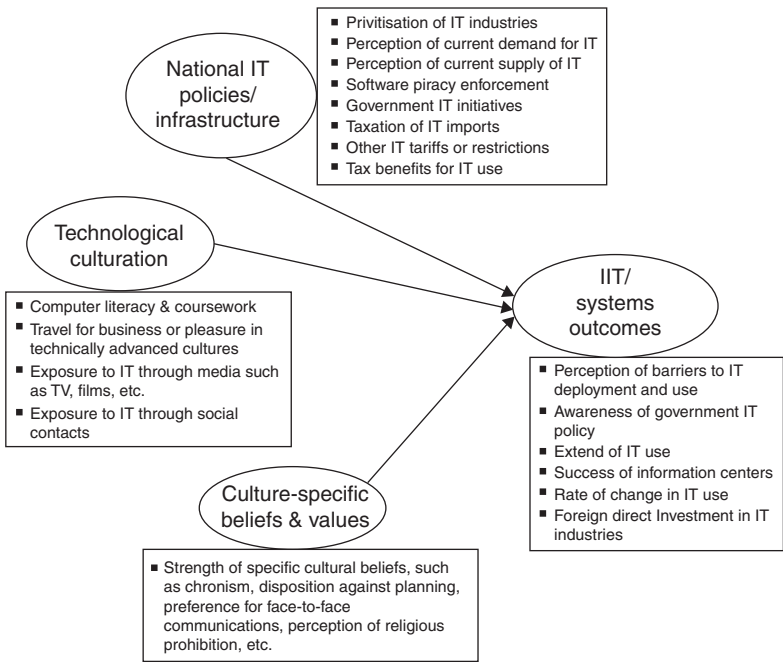 National IT
policies/
infrastructure
▪ Privitisation of IT industries
▪ Perception of current demand for IT
▪ Perception of current supply of IT
▪ Software piracy enforcement
▪ Government IT initiatives
▪ Taxation of IT imports
▪ Other IT tariffs or restrictions
▪ Tax benefits for IT use
Technological
culturation
▪ Computer literacy & coursework
▪ Travel for business or pleasure in
technically advanced cultures
▪ Exposure to IT through media such
as TV, films, etc.
▪ Exposure to IT through social
contacts
IIT/
systems
outcomes
▪ Perception of barriers to IT
deployment and use
▪ Awareness of government IT
policy
▪ Extend of IT use
▪ Success of information centers
▪ Rate of change in IT use
▪ Foreign direct Investment in IT
industries
Culture-specific
beliefs & values
▪ Strength of specific cultural beliefs, such
as chronism, disposition against planning,
preference for face-to-face
communications, perception of religious
prohibition, etc.